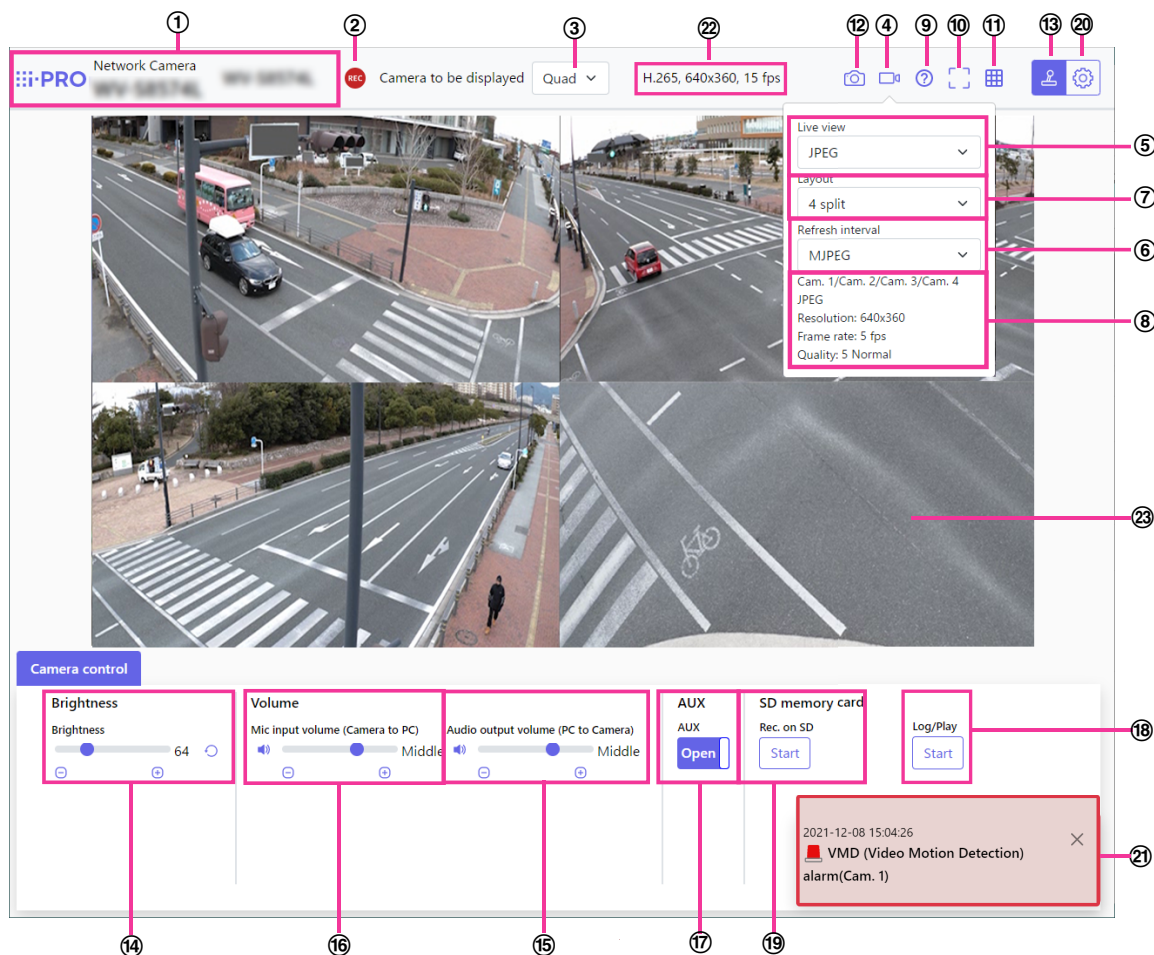 ① ② ③ ㉒ ⑫ ④ ⑨ ⑩ ⑪ ⑬ ⑳
i-PRO
Network Camera
REC
Camera to be displayed
Quad
H.265, 640x360, 15 fps
Live view
JPEG
⑤
Layout
4 split
⑦
Refresh interval
MJPEG
⑥
Cam. 1/Cam. 2/Cam. 3/Cam. 4
JPEG
Resolution: 640x360
Frame rate: 5 fps
Quality: 5 Normal
⑧
㉓
Camera control
Brightness
Brightness
64
Volume
Mic input volume (Camera to PC)
Middle
Audio output volume (PC to Camera)
Middle
AUX
AUX
Open
SD memory card
Rec. on SD
Start
Log/Play
Start
⑱
2021-12-08 15:04:26
VMD (Video Motion Detection)
alarm(Cam. 1)
㉑
⑭ ⑯ ⑮ ⑰ ⑲